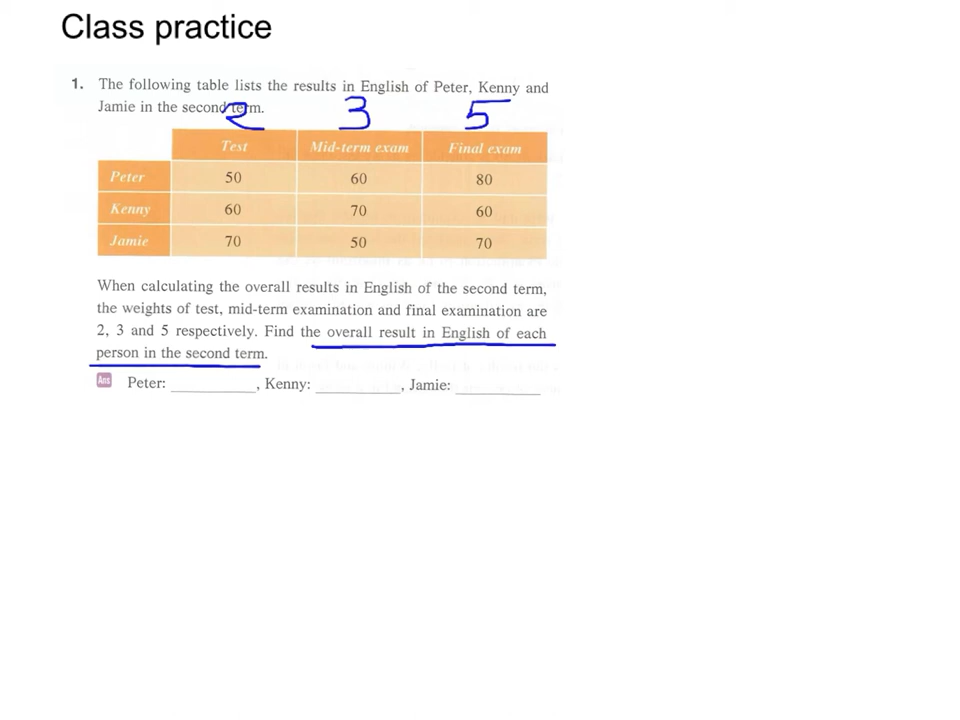 Class practice
1. The following table lists the results in English of Peter, Kenny and
Jamie in the second term.
2 3 5
Test Mid-term exam Final exam
Peter 50 60 80
Kenny 60 70 60
Jamie 70 50 70
When calculating the overall results in English of the second term,
the weights of test, mid-term examination and final examination are
2, 3 and 5 respectively. Find the overall result in English of each
person in the second term.
Ans Peter: __________, Kenny: __________, Jamie: __________